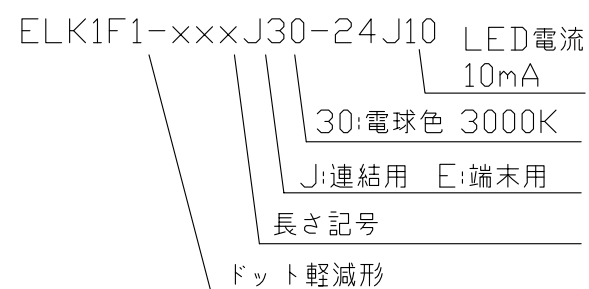 ELK1F1-xxxJ30-24J10
LED電流
10mA
30:電球色 3000K
J:連結用 E:端末用
長さ記号
ドット軽減形